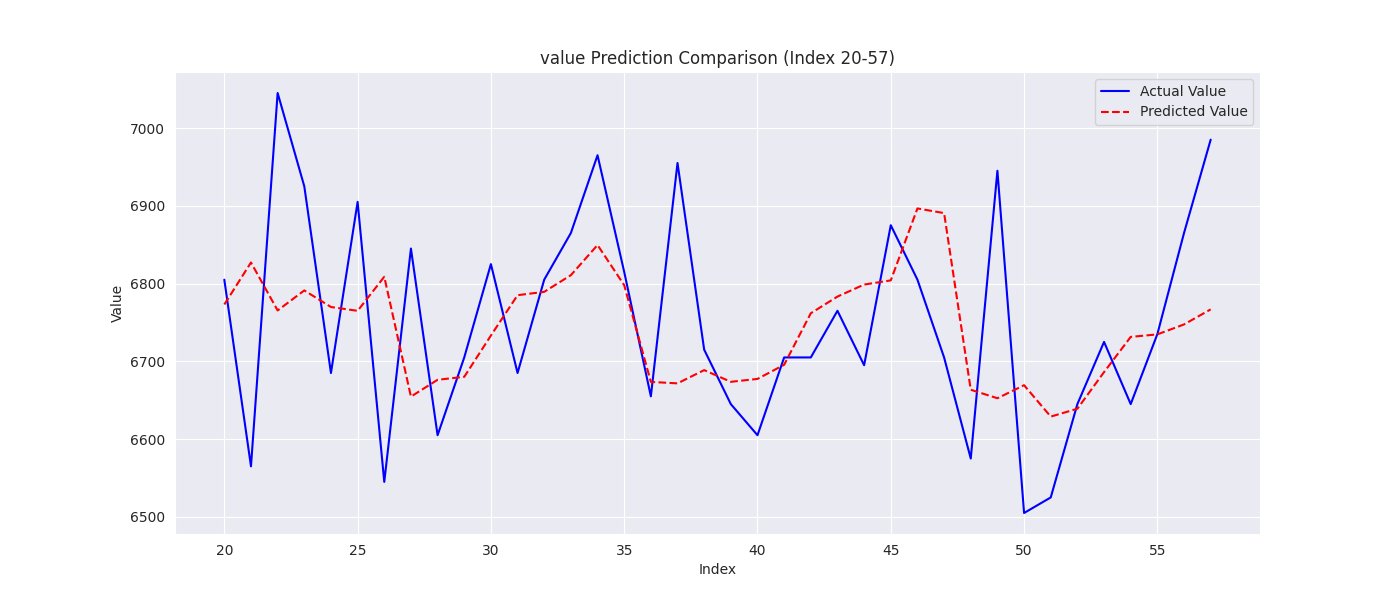 value Prediction Comparison (Index 20-57)
Actual Value
Predicted Value
7000
6900
6800
6700
6600
6500
Value
20 25 30 35 40 45 50 55
Index